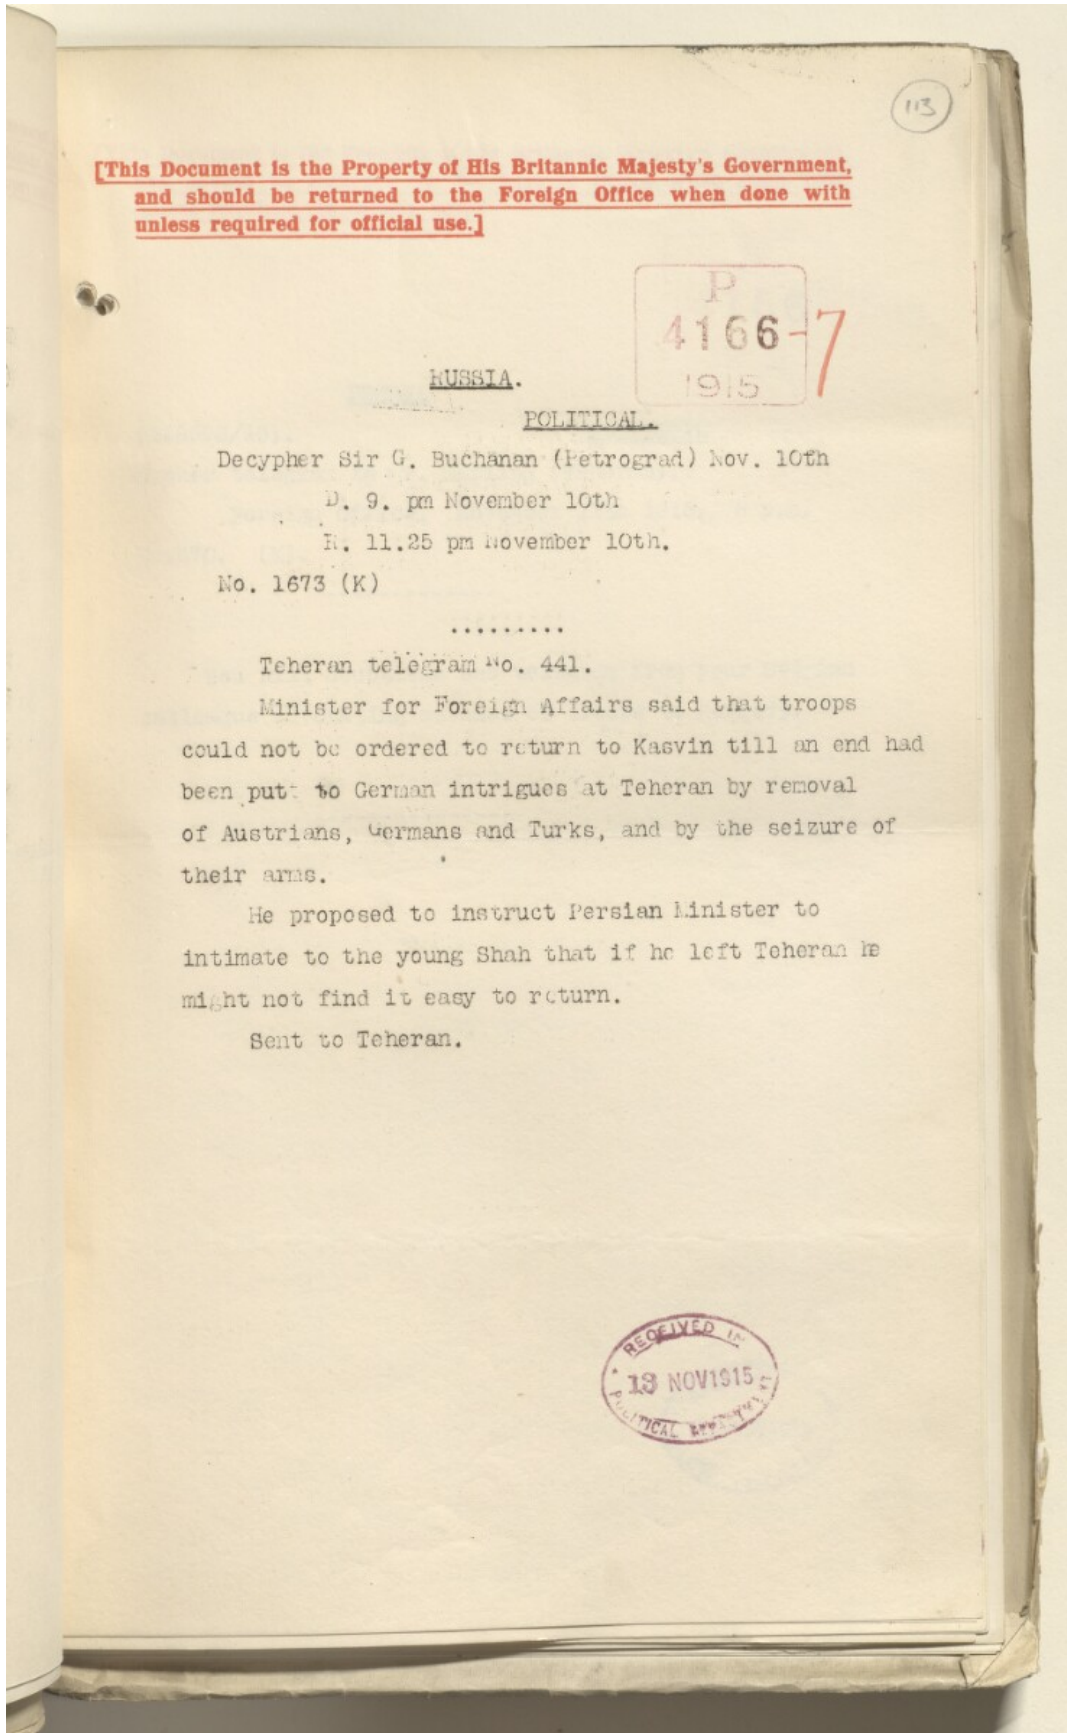 113
[This Document is the Property of His Britannic Majesty's Government,
and should be returned to the Foreign Office when done with
unless required for official use.]
P
4166-7
1915
RUSSIA.
POLITICAL.
Decypher Sir G. Buchanan (Petrograd) Nov. 10th
D. 9. pm November 10th
R. 11.25 pm November 10th.
No. 1673 (K)
.........
Teheran telegram No. 441.
Minister for Foreign Affairs said that troops
could not be ordered to return to Kasvin till an end had
been put to German intrigues at Teheran by removal
of Austrians, Germans and Turks, and by the seizure of
their arms.
He proposed to instruct Persian Minister to
intimate to the young Shah that if he left Teheran he
might not find it easy to return.
Sent to Teheran.
RECEIVED IN
13 NOV 1915
POLITICAL